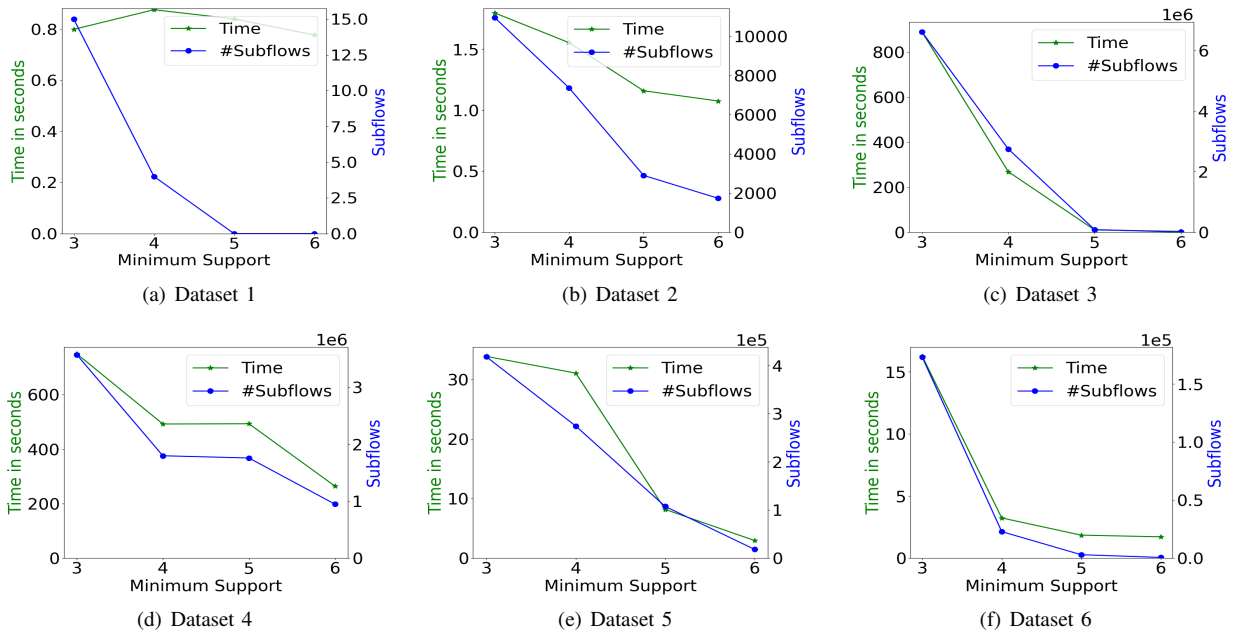 0.8
0.6
0.4
0.2
0.0
Time in seconds
Time
#Subflows
15.0
12.5
10.0
7.5
5.0
2.5
0.0
Subflows
3 4 5 6
Minimum Support
(a) Dataset 1
1.5
1.0
0.5
0.0
Time in seconds
Time
#Subflows
10000
8000
6000
4000
2000
0
Subflows
3 4 5 6
Minimum Support
(b) Dataset 2
1e6
800
600
400
200
0
Time in seconds
Time
#Subflows
6
4
2
0
Subflows
3 4 5 6
Minimum Support
(c) Dataset 3
1e6
600
400
200
0
Time in seconds
Time
#Subflows
3
2
1
0
Subflows
3 4 5 6
Minimum Support
(d) Dataset 4
1e5
30
20
10
0
Time in seconds
Time
#Subflows
4
3
2
1
0
Subflows
3 4 5 6
Minimum Support
(e) Dataset 5
1e5
15
10
5
0
Time in seconds
Time
#Subflows
1.5
1.0
0.5
0.0
Subflows
3 4 5 6
Minimum Support
(f) Dataset 6